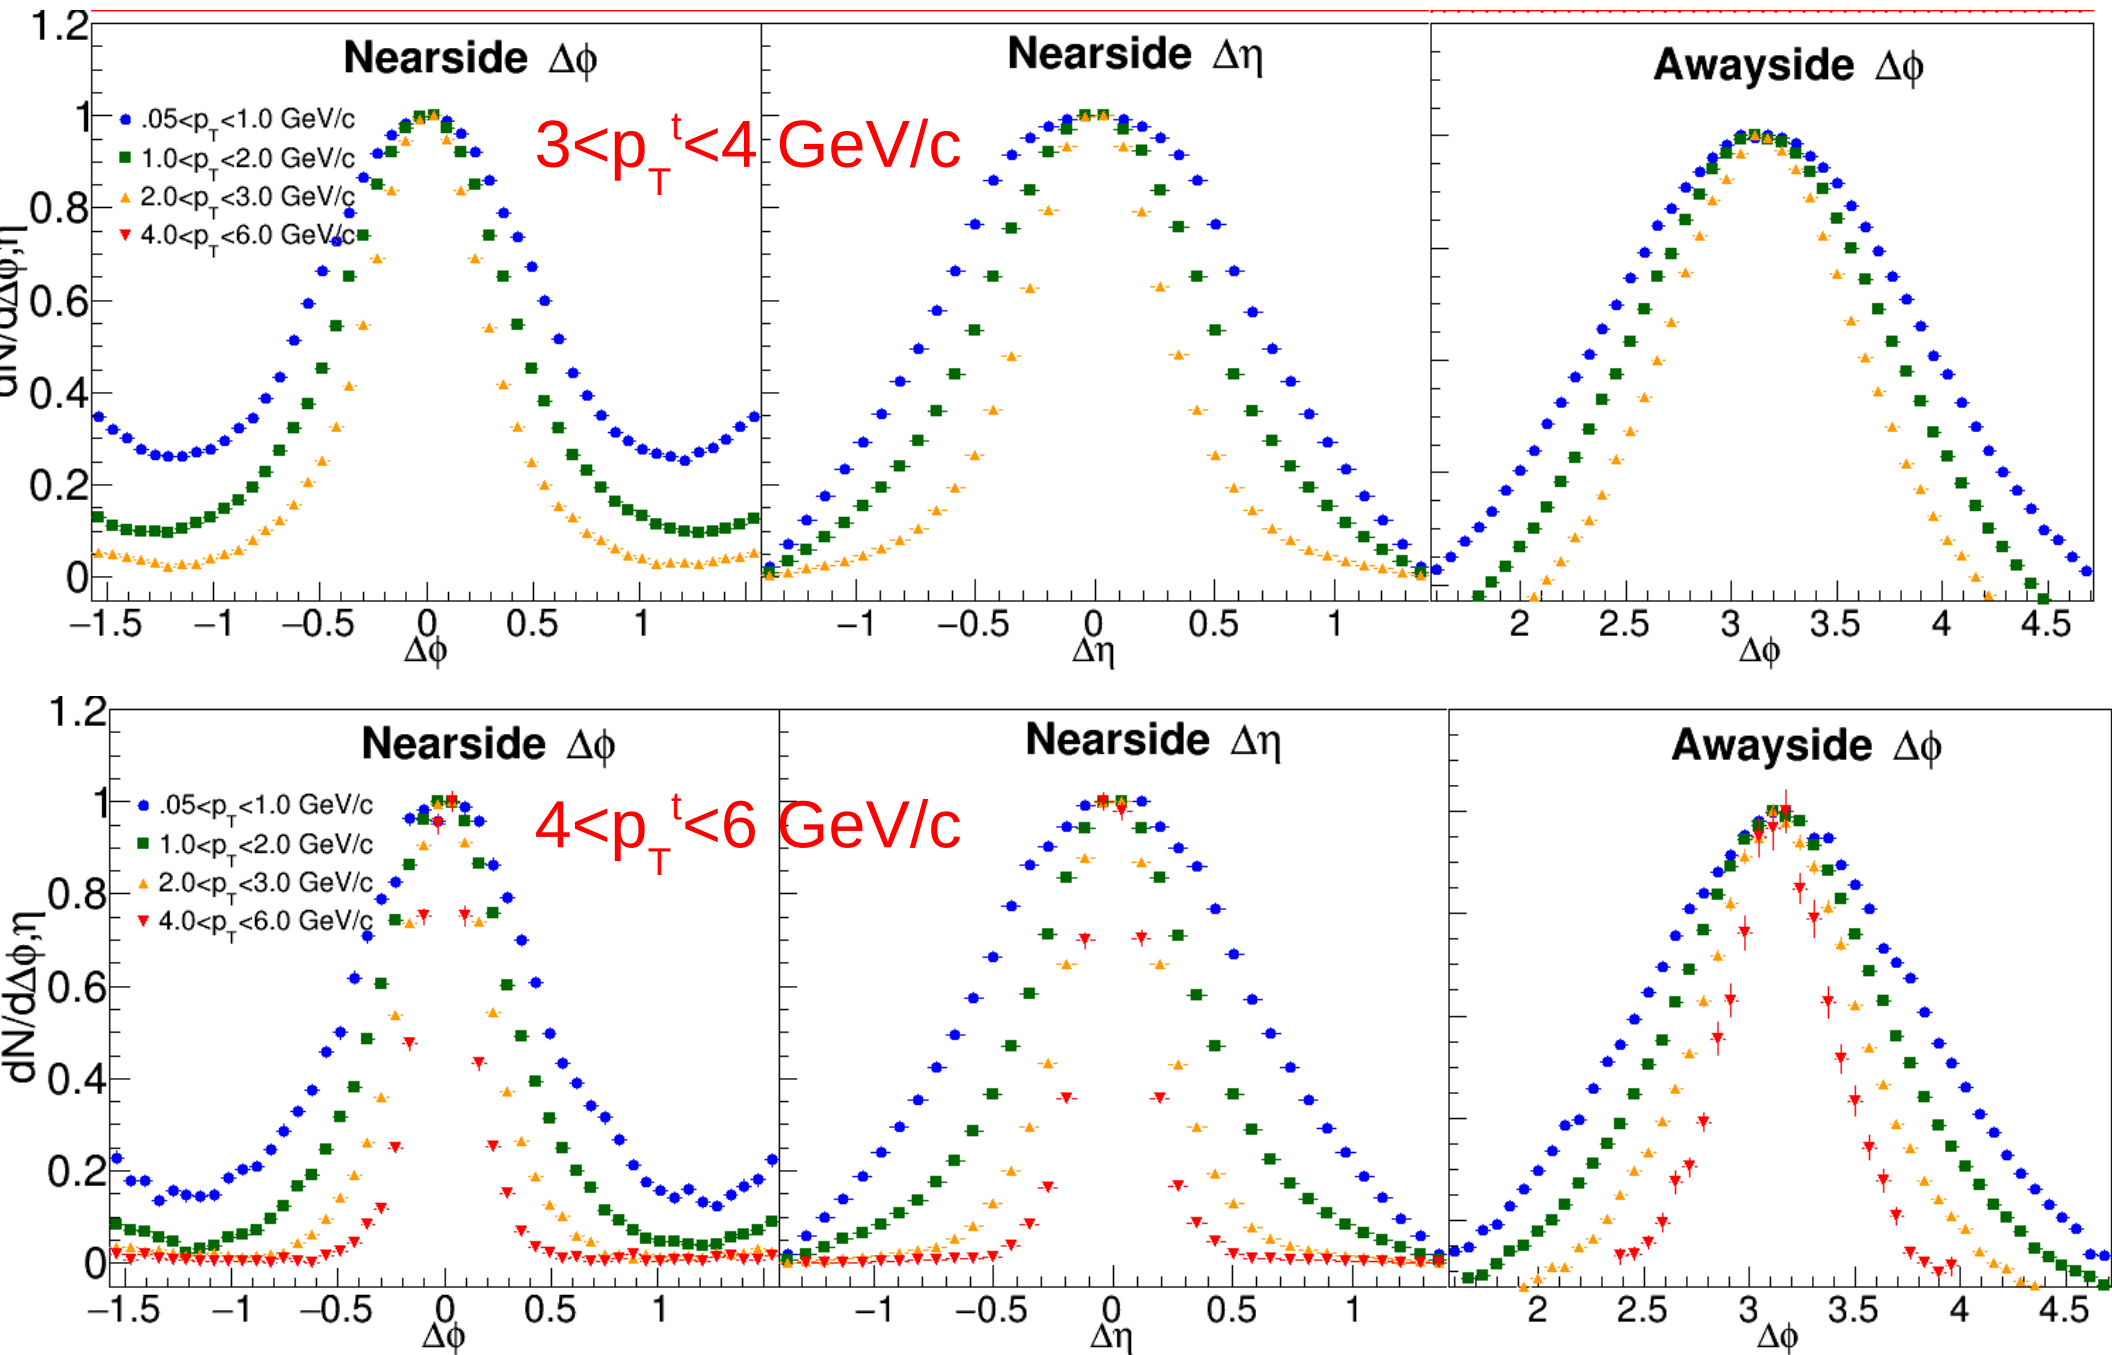 Nearside Δϕ
Nearside Δη
Awayside Δϕ
3<p_T^t<4 GeV/c
.05<p_T<1.0 GeV/c
1.0<p_T<2.0 GeV/c
2.0<p_T<3.0 GeV/c
4.0<p_T<6.0 GeV/c
dN/dΔϕ,η
1.2
1
0.8
0.6
0.4
0.2
0
−1.5 −1 −0.5 0 0.5 1
−1 −0.5 0 0.5 1
2 2.5 3 3.5 4 4.5
Δϕ
Δη
Δϕ
Nearside Δϕ
Nearside Δη
Awayside Δϕ
4<p_T^t<6 GeV/c
.05<p_T<1.0 GeV/c
1.0<p_T<2.0 GeV/c
2.0<p_T<3.0 GeV/c
4.0<p_T<6.0 GeV/c
dN/dΔϕ,η
1.2
1
0.8
0.6
0.4
0.2
0
−1.5 −1 −0.5 0 0.5 1
−1 −0.5 0 0.5 1
2 2.5 3 3.5 4 4.5
Δϕ
Δη
Δϕ